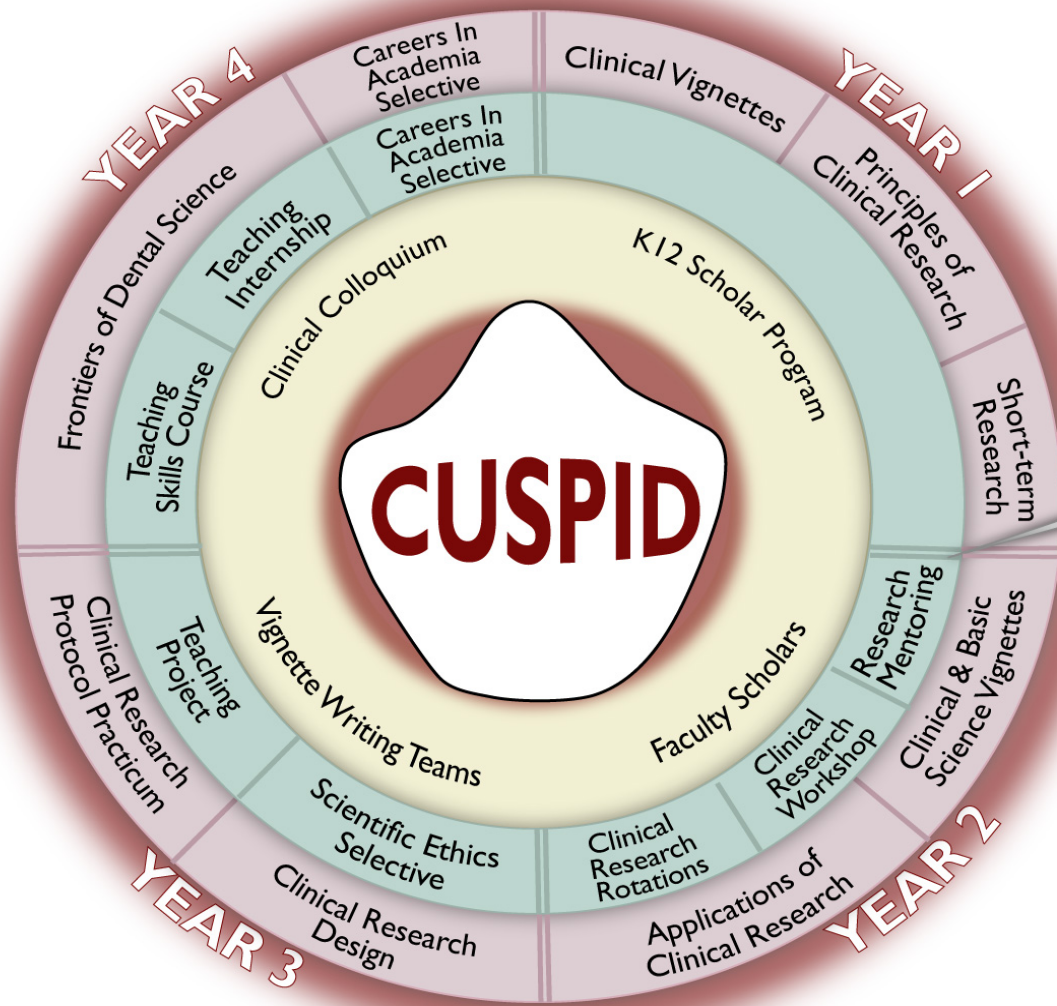 YEAR 1
Clinical Vignettes
Principles of
Clinical Research
Short-term
Research
YEAR 2
Clinical & Basic
Science Vignettes
Applications of
Clinical Research
YEAR 3
Clinical Research
Design
Clinical Research
Protocol Practicum
YEAR 4
Frontiers of Dental Science
Careers In
Academia
Selective
Research
Mentoring
Clinical
Research
Workshop
Clinical
Research
Rotations
Scientific Ethics
Selective
Teaching
Project
Teaching
Skills Course
Teaching
Internship
Careers In
Academia
Selective
K12 Scholar Program
Faculty Scholars
Vignette Writing Teams
Clinical Colloquium
CUSPID